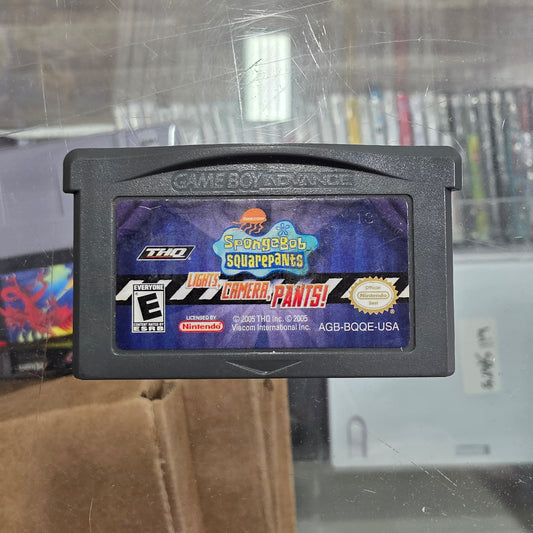 GAME BOY ADVANCE
Nickelodeon
13
SpongeBob
SquarePants
THQ
LIGHTS, CAMERA, PANTS!
EVERYONE
E
CONTENT RATED BY
ESRB
LICENSED BY
Nintendo
© 2005 THQ Inc. © 2005
Viacom International Inc.
Official
Nintendo
Seal
AGB-BQQE-USA